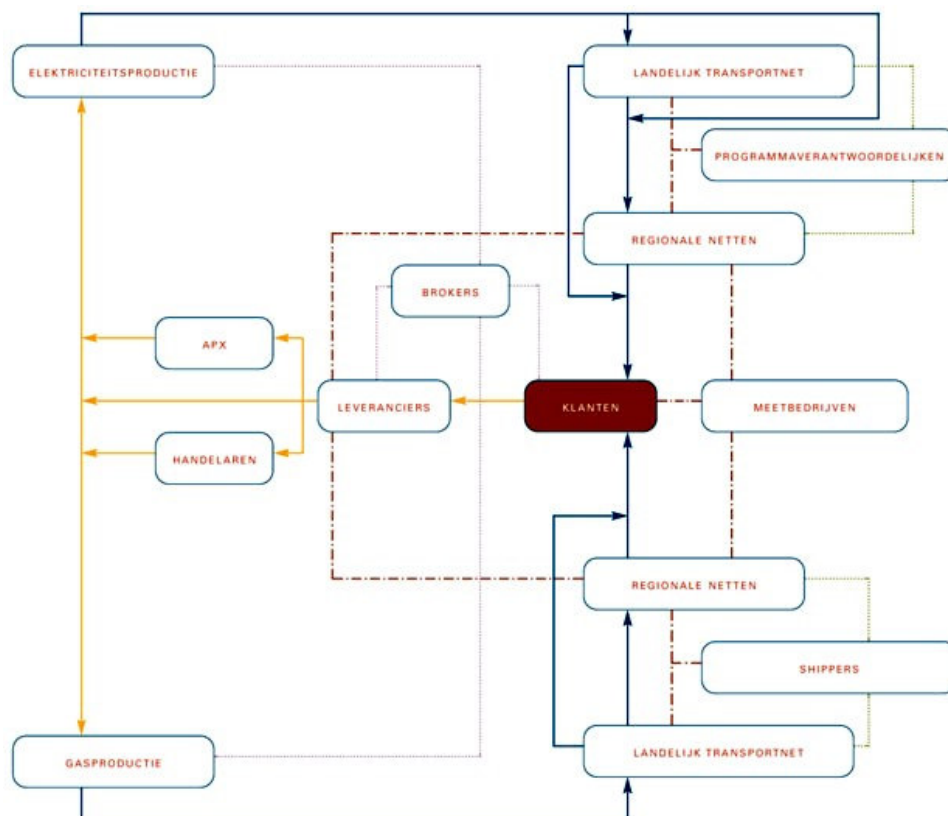 ELEKTRICITEITSPRODUCTIE
LANDELIJK TRANSPORTNET
PROGRAMMAVERANTWOORDELIJKEN
REGIONALE NETTEN
BROKERS
APX
LEVERANCIERS
KLANTEN
MEETBEDRIJVEN
HANDELAREN
REGIONALE NETTEN
SHIPPERS
LANDELIJK TRANSPORTNET
GASPRODUCTIE